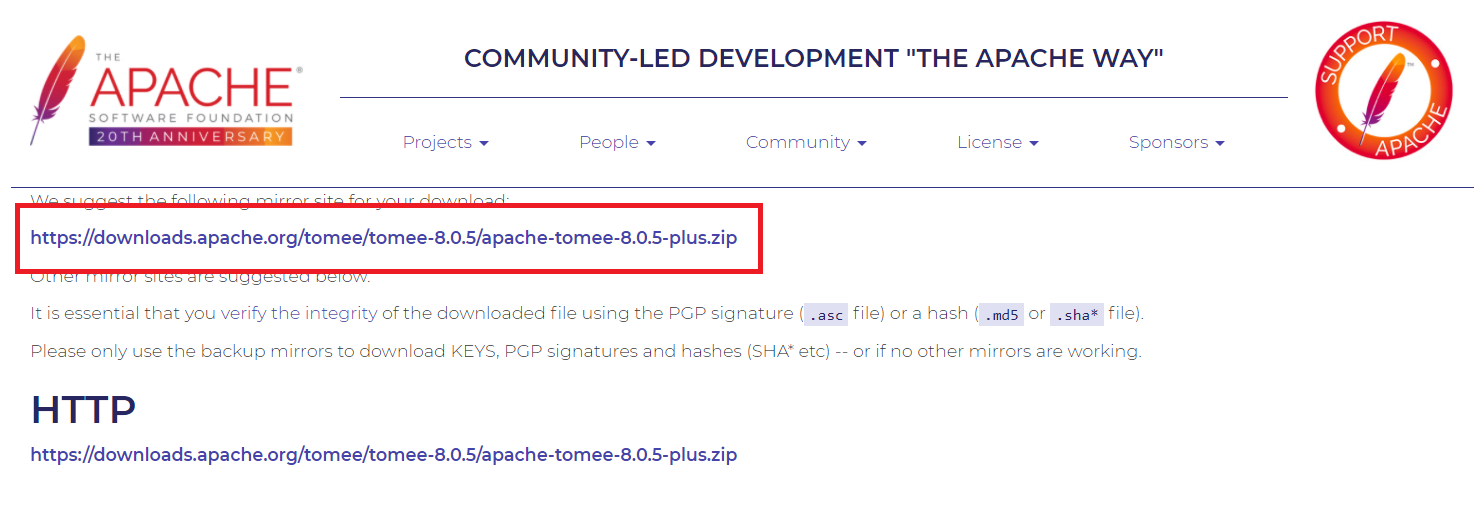 THE
APACHE®
SOFTWARE FOUNDATION
20TH ANNIVERSARY
COMMUNITY-LED DEVELOPMENT "THE APACHE WAY"
Projects
People
Community
License
Sponsors
SUPPORT
APACHE
We suggest the following mirror site for your download:
https://downloads.apache.org/tomee/tomee-8.0.5/apache-tomee-8.0.5-plus.zip
Other mirror sites are suggested below.
It is essential that you verify the integrity of the downloaded file using the PGP signature (.asc file) or a hash (.md5 or .sha* file).
Please only use the backup mirrors to download KEYS, PGP signatures and hashes (SHA* etc) -- or if no other mirrors are working.
HTTP
https://downloads.apache.org/tomee/tomee-8.0.5/apache-tomee-8.0.5-plus.zip